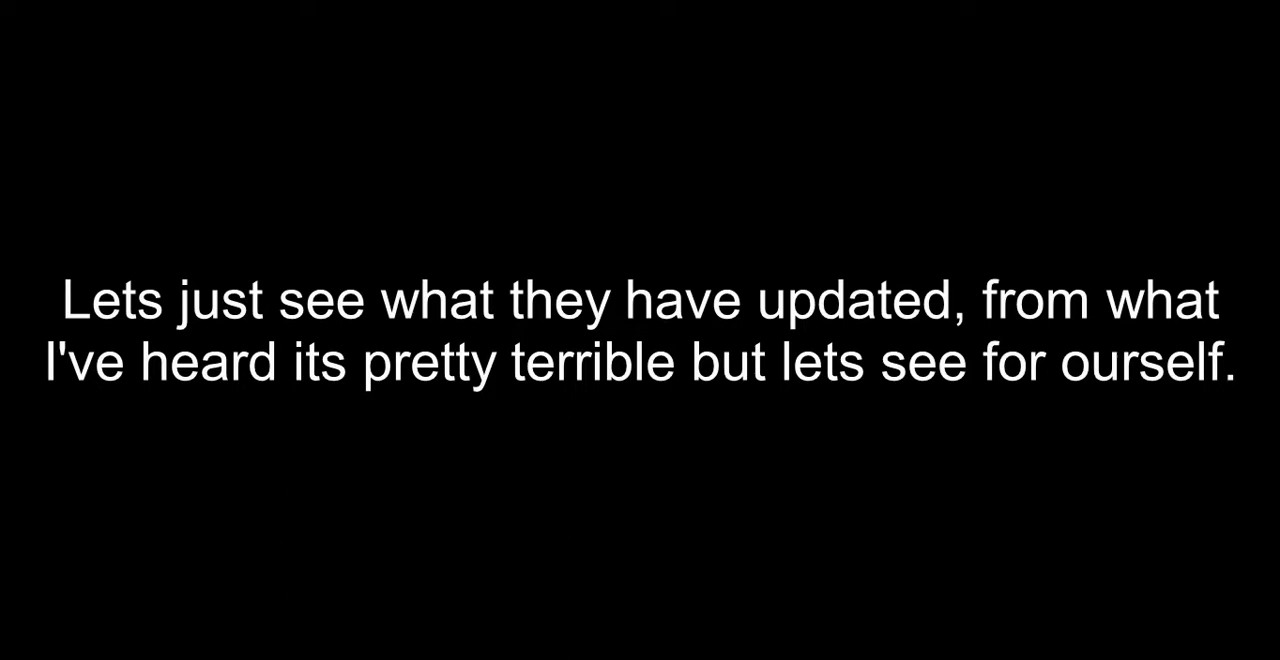 Lets just see what they have updated, from what
I've heard its pretty terrible but lets see for ourself.